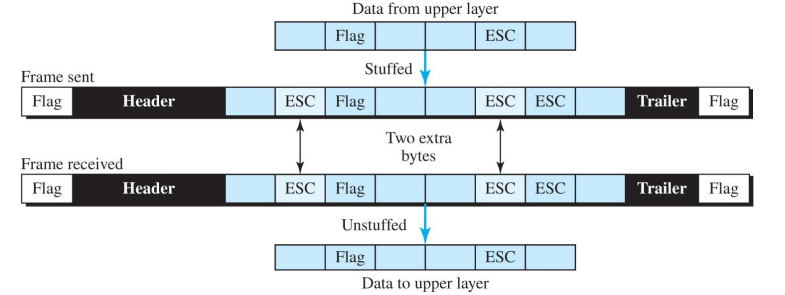 Data from upper layer
Flag ESC
Stuffed
Frame sent
Flag Header ESC Flag ESC ESC Trailer Flag
Two extra
bytes
Frame received
Flag Header ESC Flag ESC ESC Trailer Flag
Unstuffed
Flag ESC
Data to upper layer